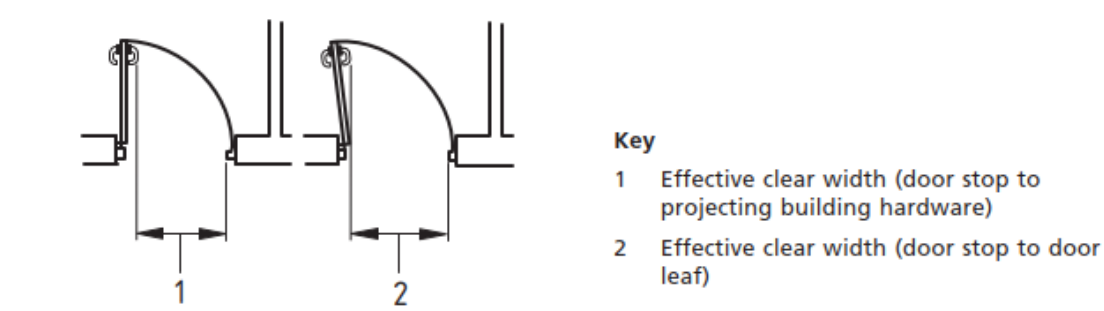 Key
1 Effective clear width (door stop to
projecting building hardware)
2 Effective clear width (door stop to door
leaf)
1
2